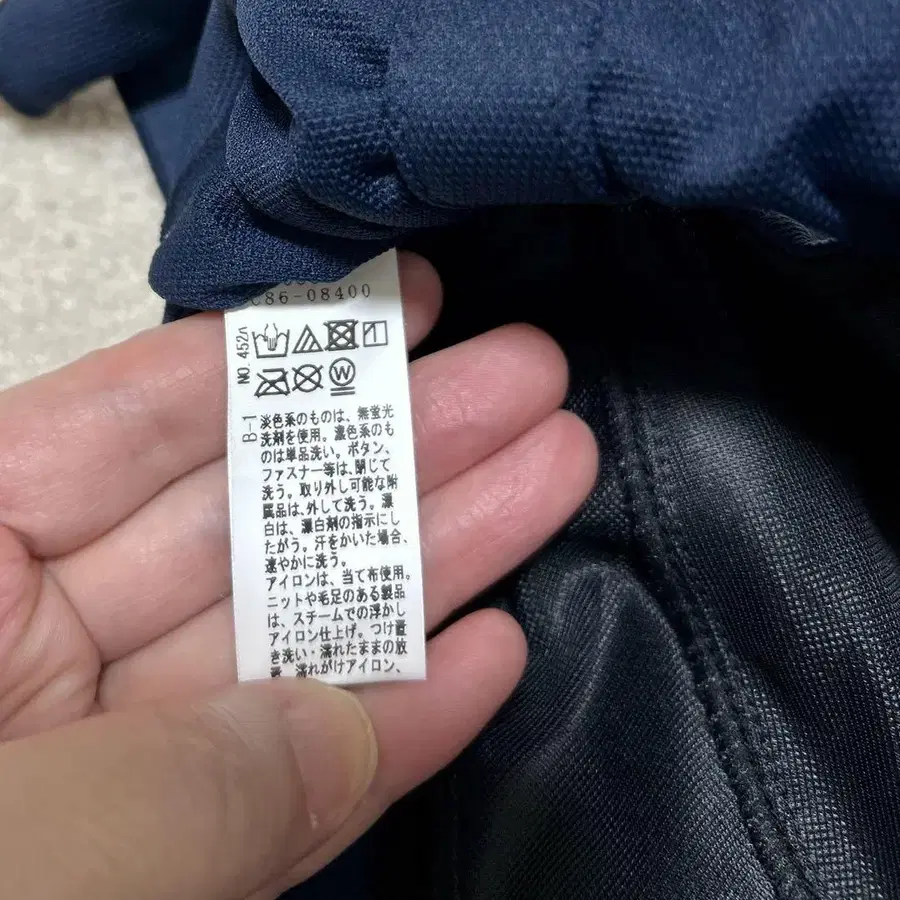 C86-08400
NO.452ハ
W
B-1
淡色系のものは、無蛍光
洗剤を使用。濃色系のも
のは単品洗い。ボタン、
ファスナー等は、閉じて
洗う。取り外し可能な附
属品は、外して洗う。漂
白は、漂白剤の指示にし
たがう。汗をかいた場合、
速やかに洗う。
アイロンは、当て布使用。
ニットや毛足のある製品
は、スチームでの浮かし
アイロン仕上げ。つけ置
き洗い・濡れたままの放
置、濡れがけアイロン、